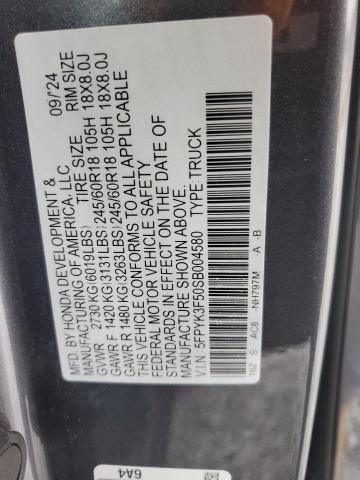 MFD. BY HONDA DEVELOPMENT & 09/'24
MANUFACTURING OF AMERICA, LLC
TIRE SIZE RIM SIZE
GVWR 2730 KG(6019LBS)
GAWR F 1420 KG(3131LBS)245/60R18 105H 18X8.0J
GAWR R 1480 KG(3263LBS)245/60R18 105H 18X8.0J
THIS VEHICLE CONFORMS TO ALL APPLICABLE
FEDERAL MOTOR VEHICLE SAFETY
STANDARDS IN EFFECT ON THE DATE OF
MANUFACTURE SHOWN ABOVE.
V.I.N: 5FPYK3F50SB004580 TYPE:TRUCK
S AC8 -NH797M -A -B
6A4